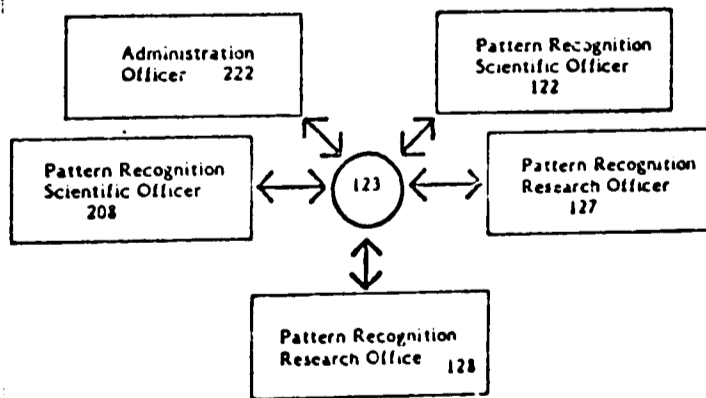 Administration
Officer 222
Pattern Recognition
Scientific Officer
122
Pattern Recognition
Scientific Officer
208
123
Pattern Recognition
Research Officer
127
Pattern Recognition
Research Office 128